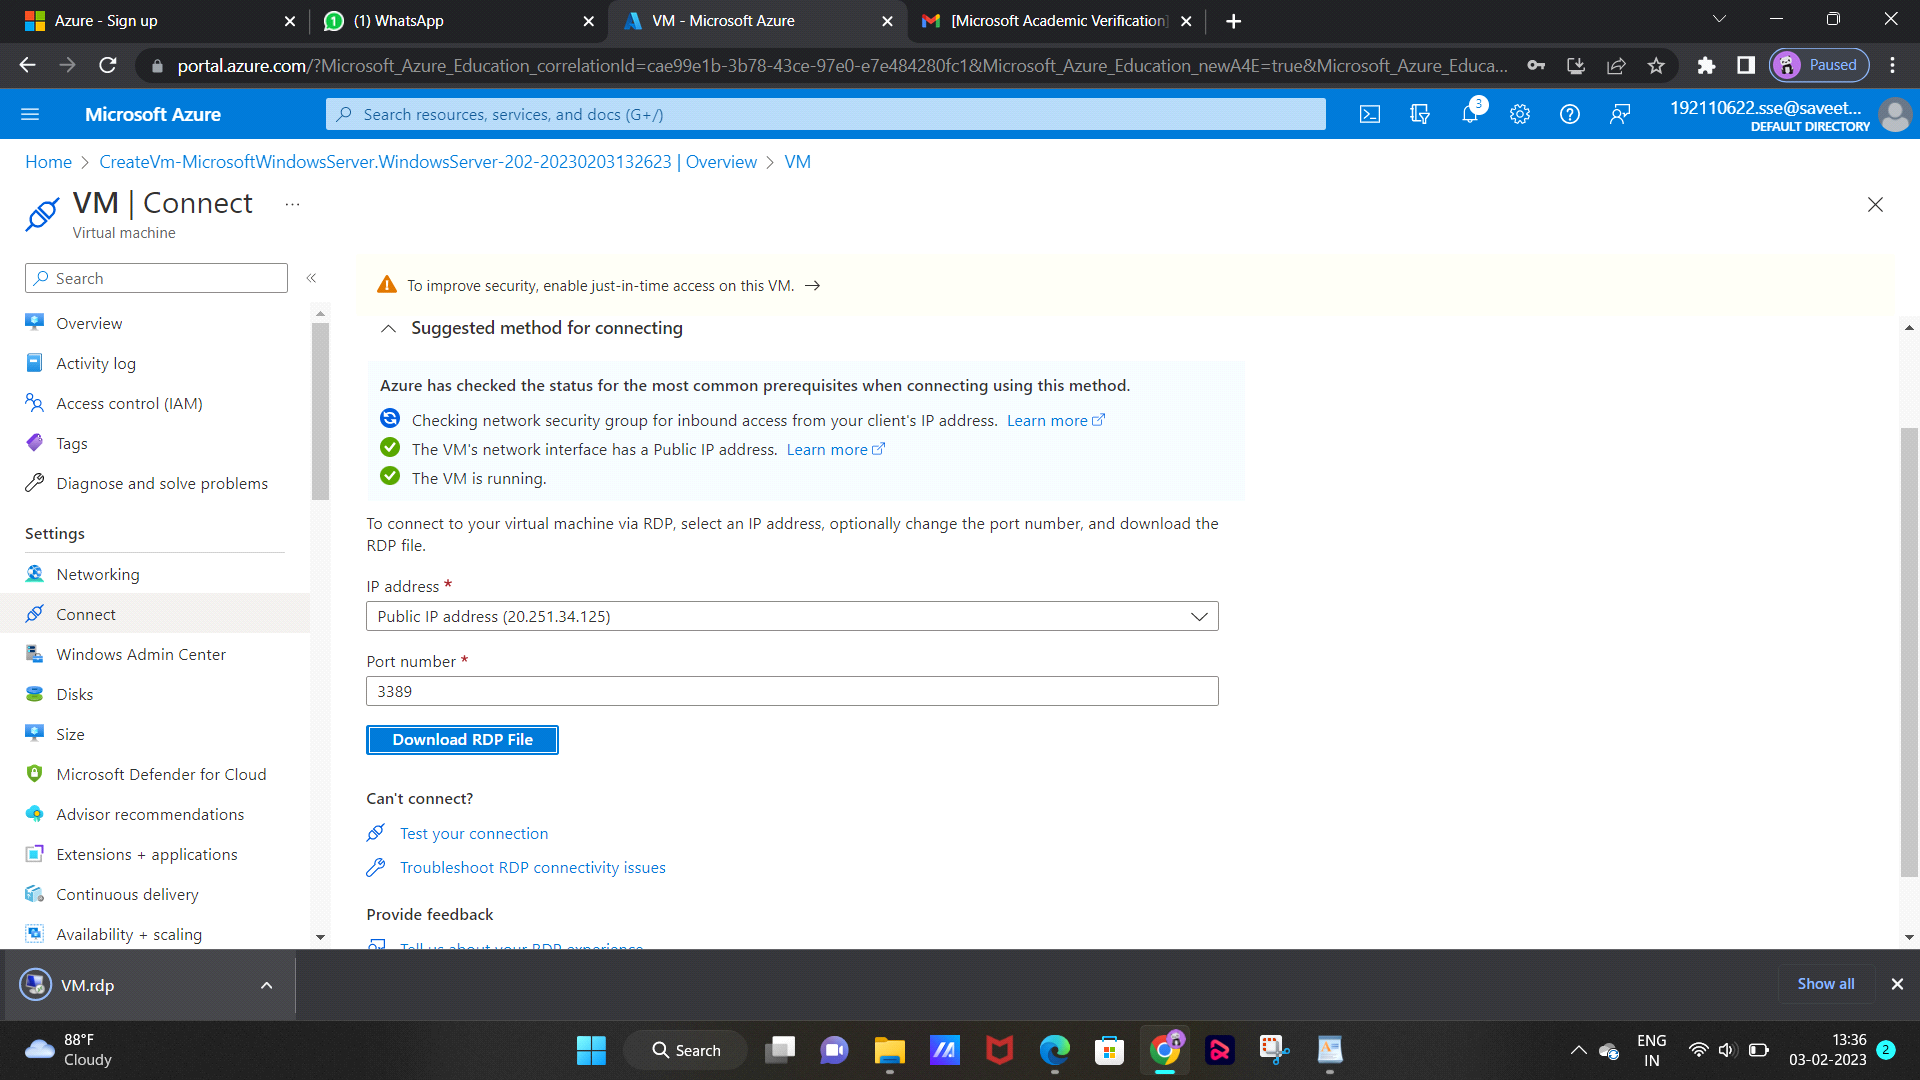 Azure - Sign up
(1) WhatsApp
VM - Microsoft Azure
[Microsoft Academic Verification]
portal.azure.com/?Microsoft_Azure_Education_correlationId=cae99e1b-3b78-43ce-97e0-e7e484280fc1&Microsoft_Azure_Education_newA4E=true&Microsoft_Azure_Educa...
Paused
Microsoft Azure
Search resources, services, and docs (G+/)
3
192110622.sse@saveet...
DEFAULT DIRECTORY
Home > CreateVm-MicrosoftWindowsServer.WindowsServer-202-20230203132623 | Overview > VM
VM | Connect ...
Virtual machine
Search
«
Overview
Activity log
Access control (IAM)
Tags
Diagnose and solve problems
Settings
Networking
Connect
Windows Admin Center
Disks
Size
Microsoft Defender for Cloud
Advisor recommendations
Extensions + applications
Continuous delivery
Availability + scaling
To improve security, enable just-in-time access on this VM. →
Suggested method for connecting
Azure has checked the status for the most common prerequisites when connecting using this method.
Checking network security group for inbound access from your client's IP address. Learn more
The VM's network interface has a Public IP address. Learn more
The VM is running.
To connect to your virtual machine via RDP, select an IP address, optionally change the port number, and download the
RDP file.
IP address *
Public IP address (20.251.34.125)
Port number *
3389
Download RDP File
Can't connect?
Test your connection
Troubleshoot RDP connectivity issues
Provide feedback
Tell us about your RDP experience
VM.rdp
Show all
88°F
Cloudy
Search
ENG
IN
13:36
03-02-2023
2